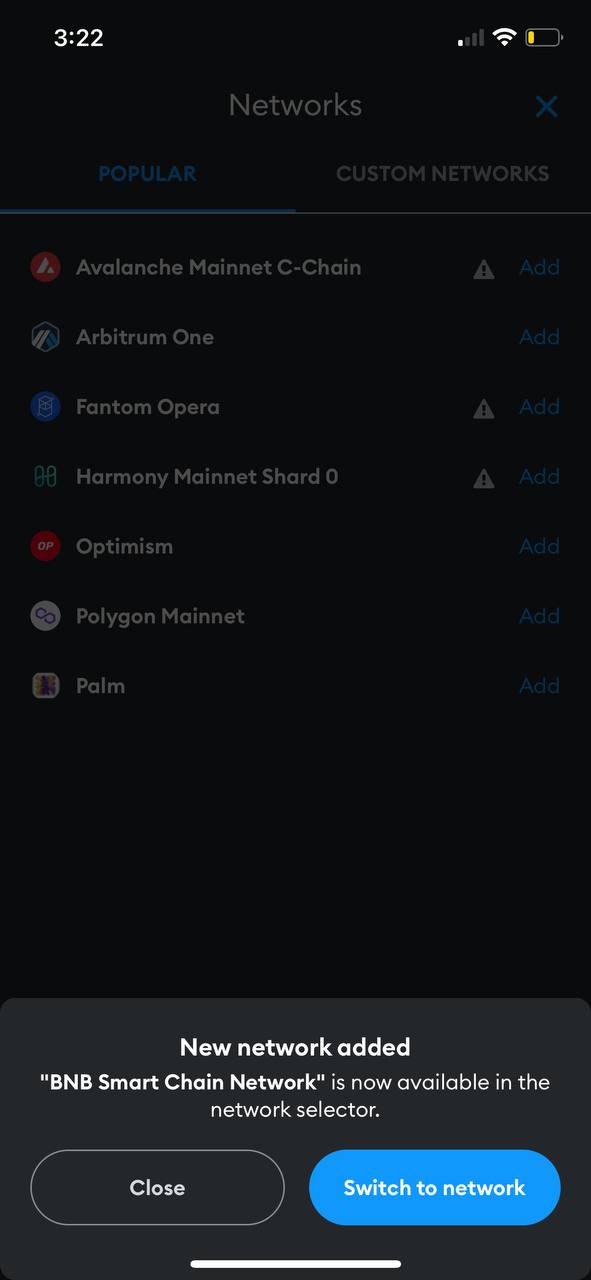 3:22
Networks
POPULAR
CUSTOM NETWORKS
Avalanche Mainnet C-Chain Add
Arbitrum One Add
Fantom Opera Add
Harmony Mainnet Shard 0 Add
OP Optimism Add
Polygon Mainnet Add
Palm Add
New network added
"BNB Smart Chain Network" is now available in the
network selector.
Close
Switch to network